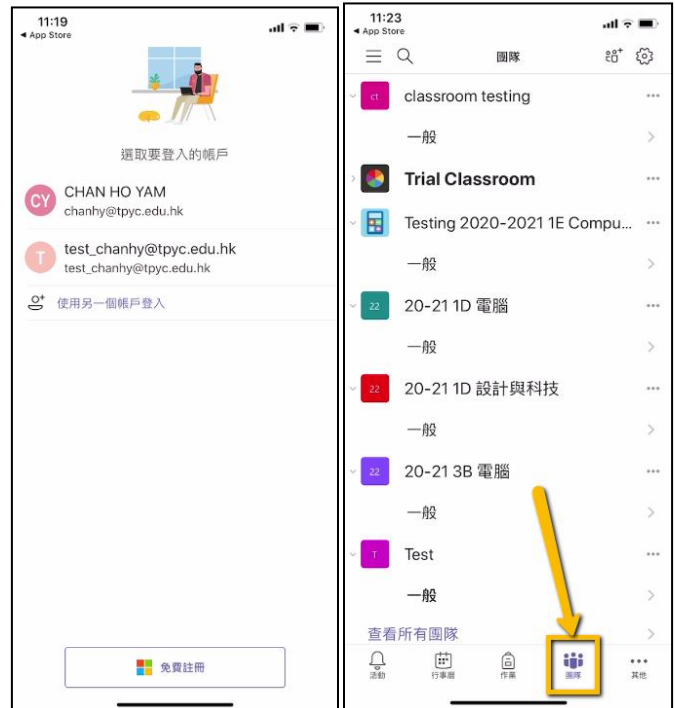 11:19
◀ App Store
選取要登入的帳戶
CY
CHAN HO YAM
chanhy@tpyc.edu.hk
T
test_chanhy@tpyc.edu.hk
test_chanhy@tpyc.edu.hk
使用另一個帳戶登入
免費註冊
11:23
◀ App Store
團隊
ct
classroom testing
一般
Trial Classroom
Testing 2020-2021 1E Compu...
一般
22
20-21 1D 電腦
一般
22
20-21 1D 設計與科技
一般
22
20-21 3B 電腦
一般
T
Test
一般
查看所有團隊
活動 行事曆 作業 團隊 其他